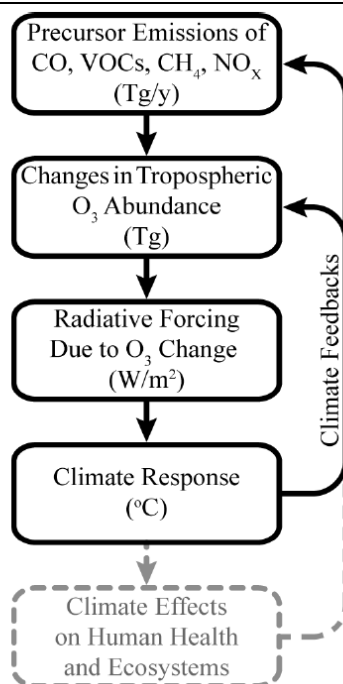 Precursor Emissions of
CO, VOCs, CH₄, NOₓ
(Tg/y)
Changes in Tropospheric
O₃ Abundance
(Tg)
Radiative Forcing
Due to O₃ Change
(W/m²)
Climate Response
(°C)
Climate Effects
on Human Health
and Ecosystems
Climate Feedbacks